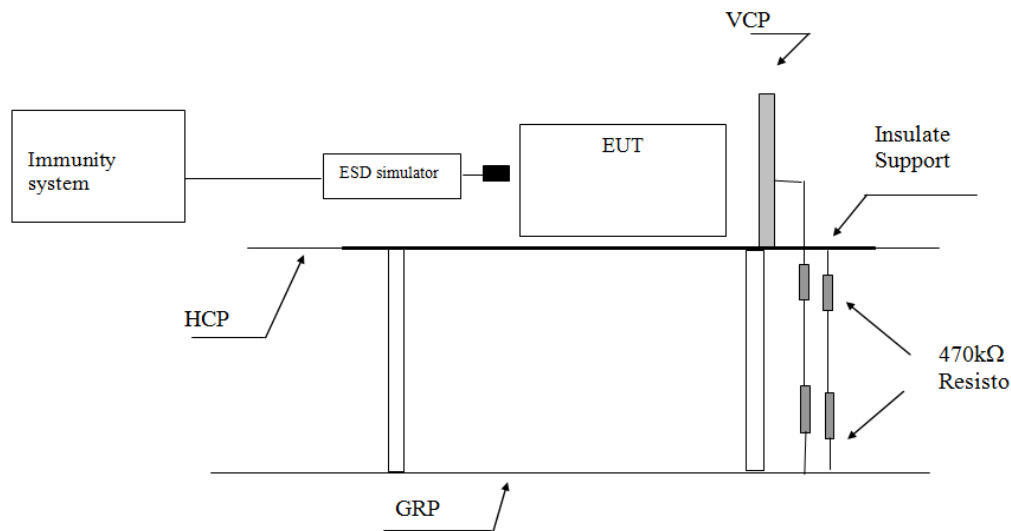 VCP
Immunity
system
ESD simulator
EUT
Insulate
Support
HCP
470kΩ
Resisto
GRP